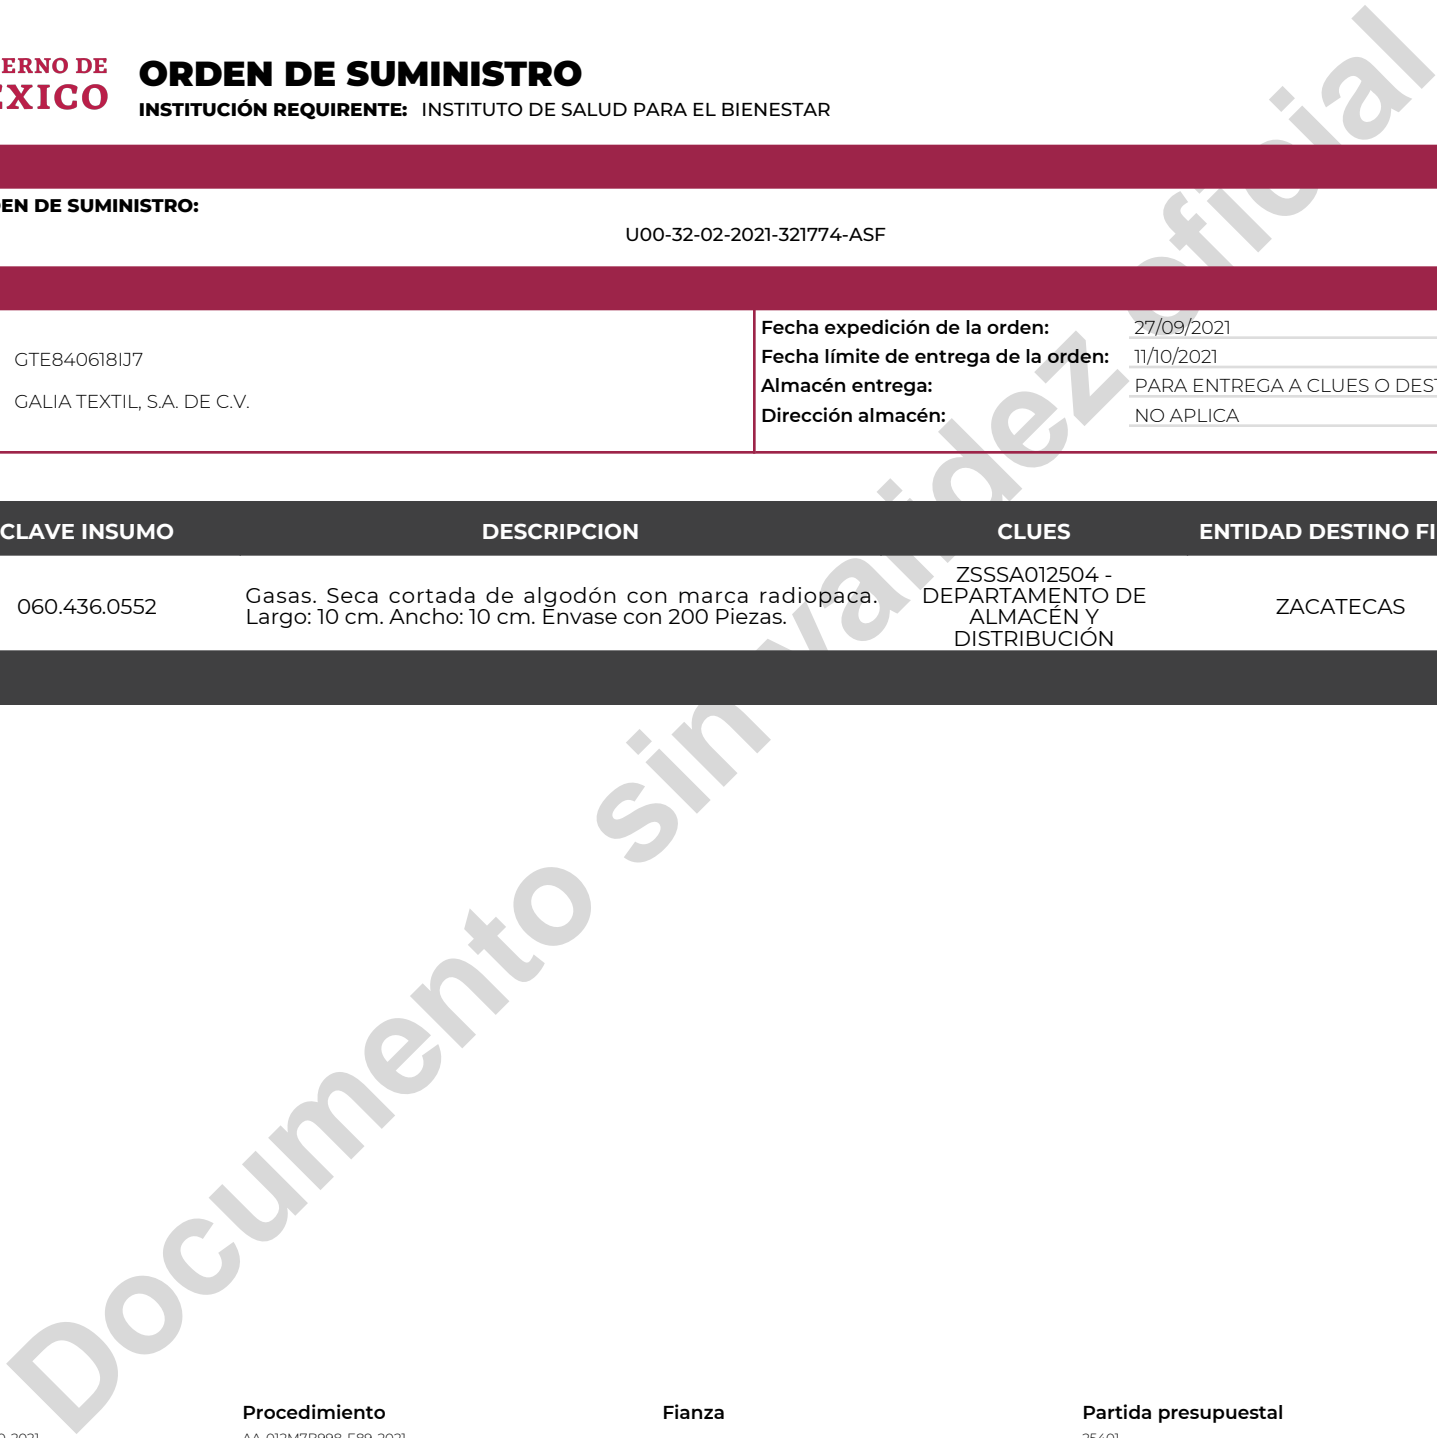 ERNO DE
EXICO
ORDEN DE SUMINISTRO
INSTITUCIÓN REQUIRENTE: INSTITUTO DE SALUD PARA EL BIENESTAR
EN DE SUMINISTRO:
U00-32-02-2021-321774-ASF
GTE840618IJ7
GALIA TEXTIL, S.A. DE C.V.
Fecha expedición de la orden: 27/09/2021
Fecha límite de entrega de la orden: 11/10/2021
Almacén entrega: PARA ENTREGA A CLUES O DEST
Dirección almacén: NO APLICA
CLAVE INSUMO DESCRIPCION CLUES ENTIDAD DESTINO FI
060.436.0552
Gasas. Seca cortada de algodón con marca radiopaca.
Largo: 10 cm. Ancho: 10 cm. Envase con 200 Piezas.
ZSSSA012504 -
DEPARTAMENTO DE
ALMACÉN Y
DISTRIBUCIÓN
ZACATECAS
Documento sin validez oficial
Procedimiento Fianza Partida presupuestal